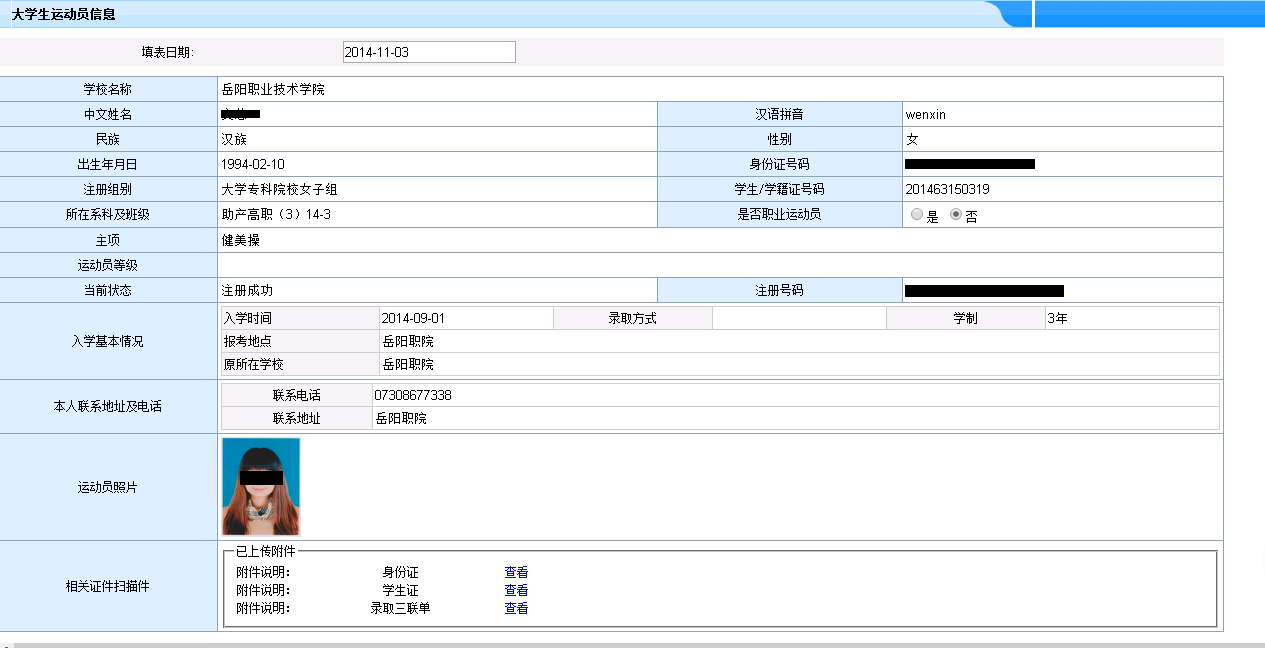 大学生运动员信息
填表日期: 2014-11-03
学校名称 岳阳职业技术学院
中文姓名 汉语拼音 wenxin
民族 汉族 性别 女
出生年月日 1994-02-10 身份证号码
注册组别 大学专科院校女子组 学生/学籍证号码 201463150319
所在系科及班级 助产高职（3）14-3 是否职业运动员 是 否
主项 健美操
运动员等级
当前状态 注册成功 注册号码
入学基本情况
入学时间 2014-09-01 录取方式 学制 3年
报考地点 岳阳职院
原所在学校 岳阳职院
本人联系地址及电话
联系电话 07308677338
联系地址 岳阳职院
运动员照片
相关证件扫描件
已上传附件
附件说明: 身份证 查看
附件说明: 学生证 查看
附件说明: 录取三联单 查看